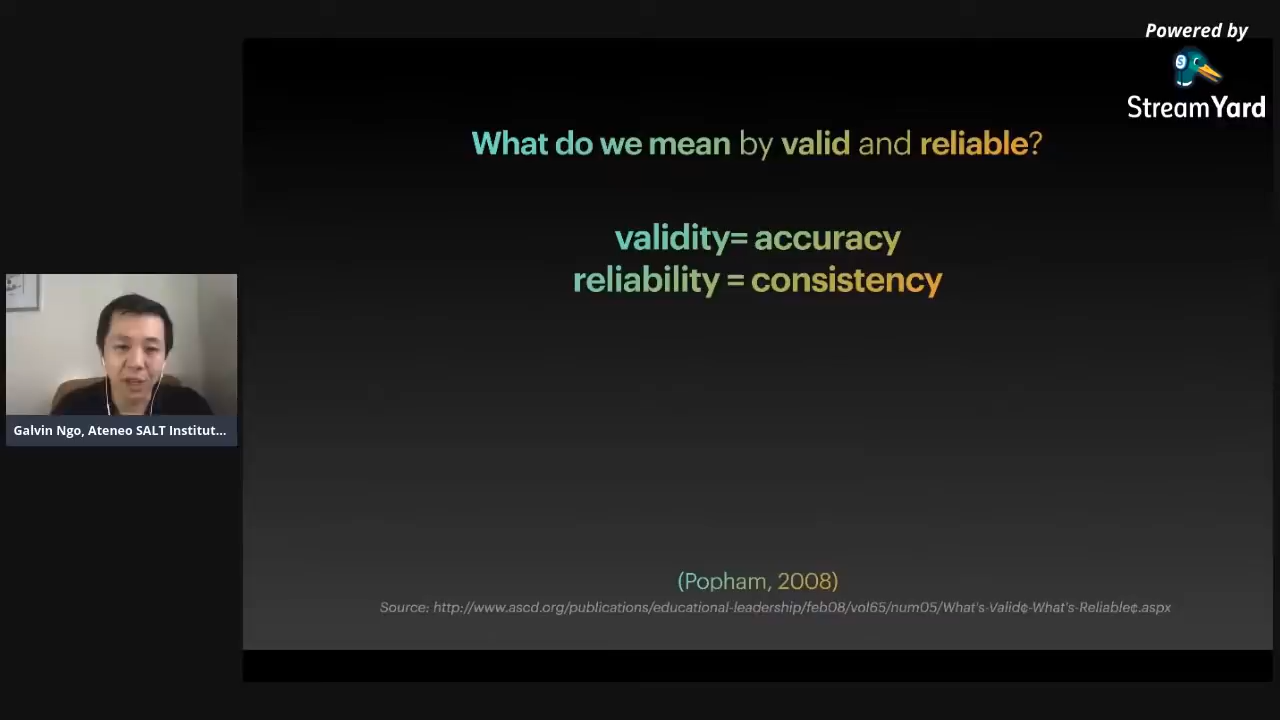 Powered by
StreamYard
What do we mean by valid and reliable?
validity= accuracy
reliability = consistency
Galvin Ngo, Ateneo SALT Institut...
(Popham, 2008)
Source: http://www.ascd.org/publications/educational-leadership/feb08/vol65/num05/What's-Valid¢-What's-Reliable¢.aspx